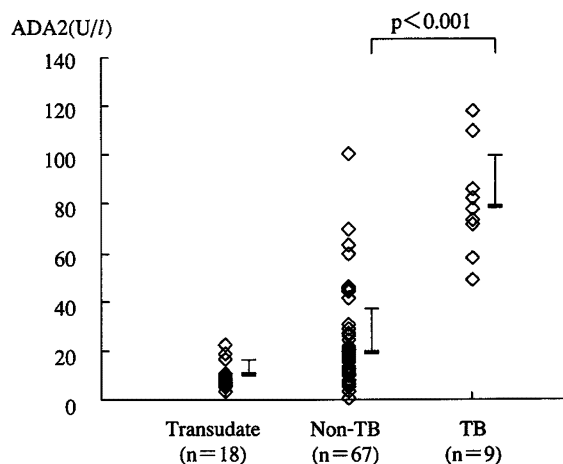 ADA2(U/l)
p<0.001
140
120
100
80
60
40
20
0
Transudate Non-TB TB
(n=18) (n=67) (n=9)